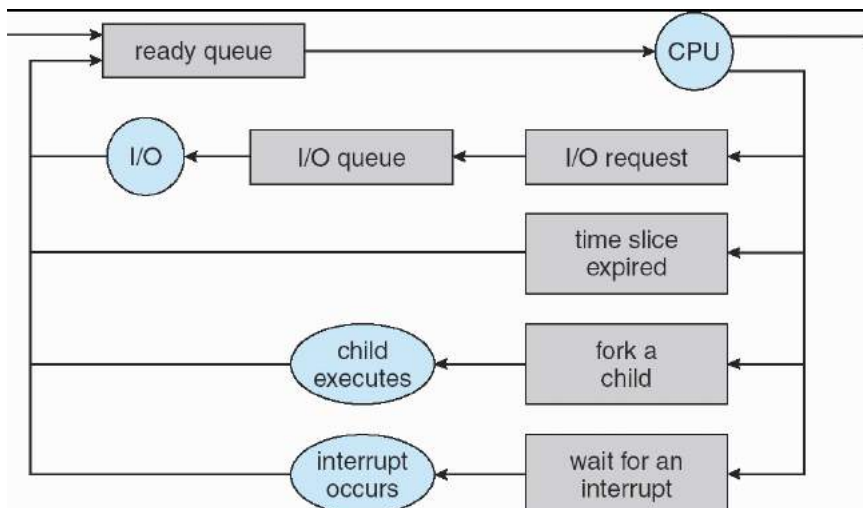 ready queue
CPU
I/O
I/O queue
I/O request
time slice
expired
child
executes
fork a
child
interrupt
occurs
wait for an
interrupt